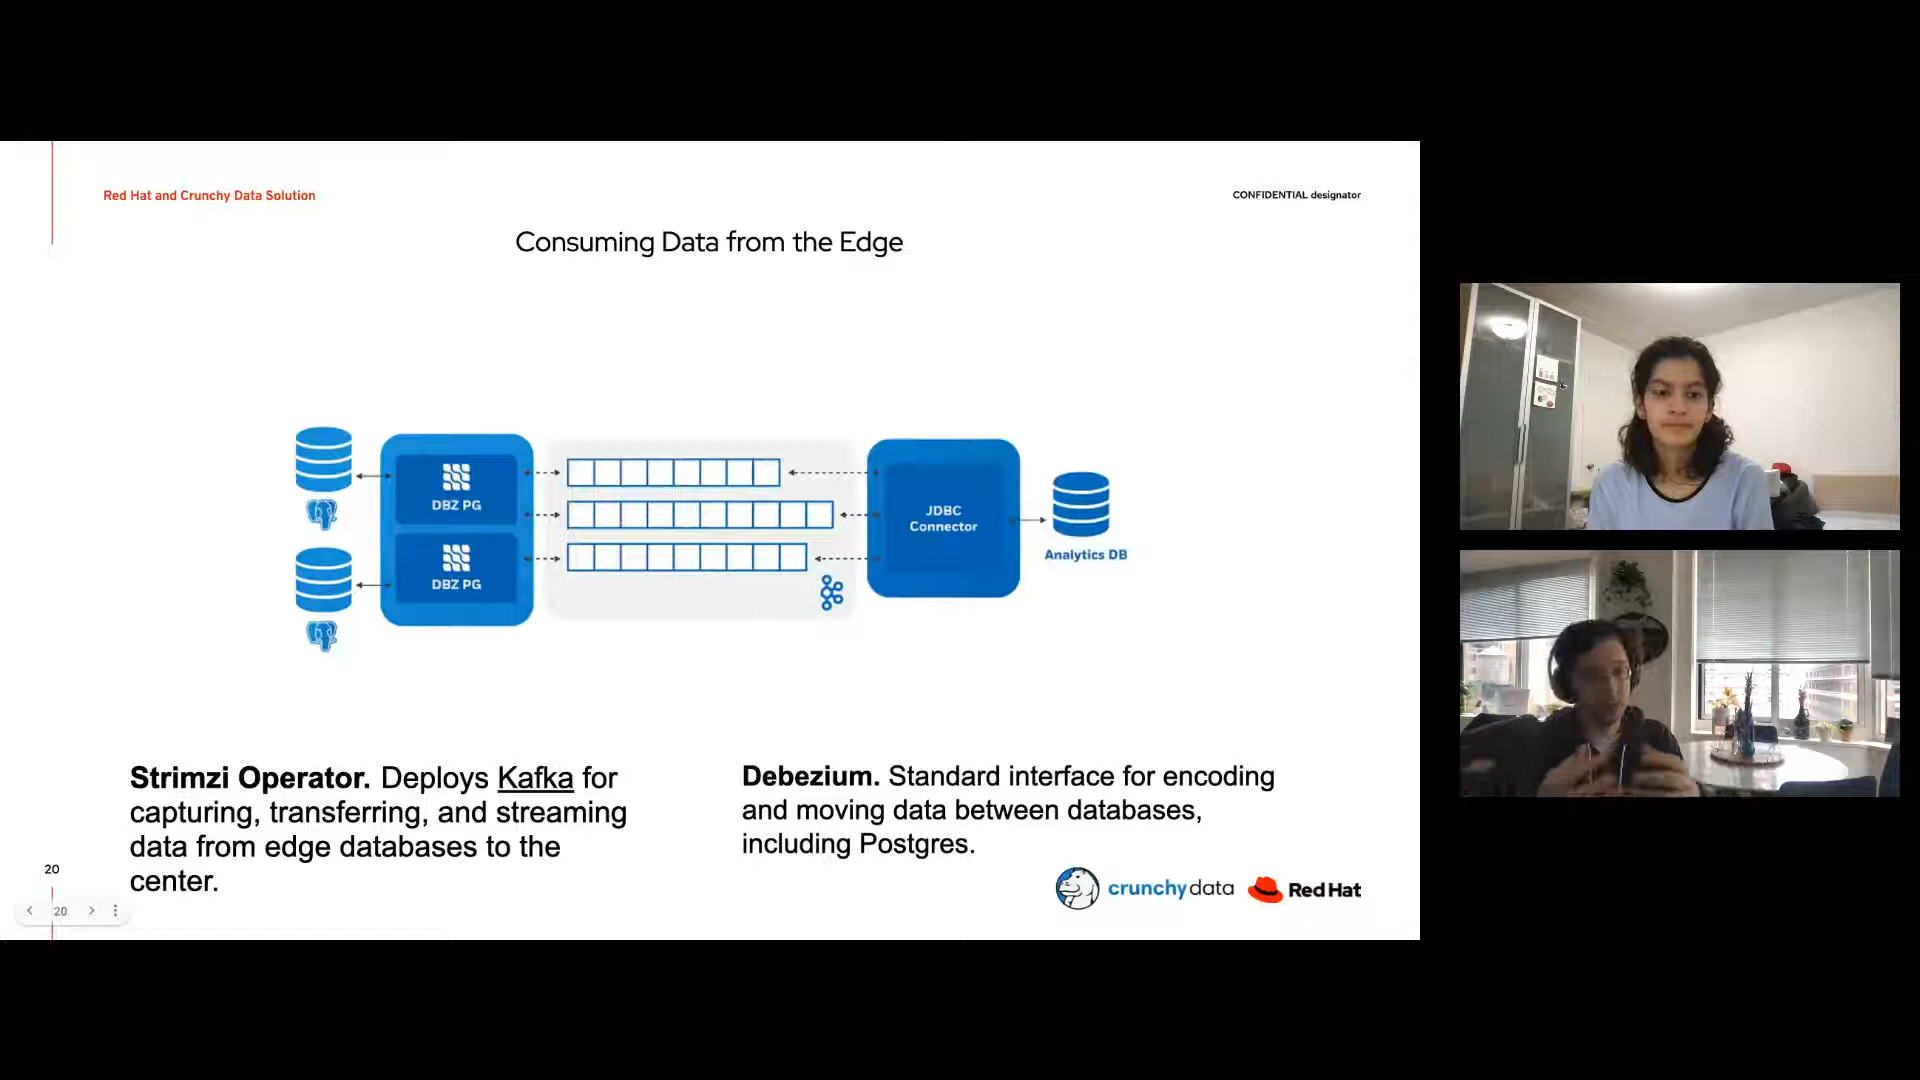 Red Hat and Crunchy Data Solution
CONFIDENTIAL designator
Consuming Data from the Edge
DBZ PG
DBZ PG
JDBC
Connector
Analytics DB
Strimzi Operator. Deploys Kafka for
capturing, transferring, and streaming
data from edge databases to the
center.
Debezium. Standard interface for encoding
and moving data between databases,
including Postgres.
20
20
crunchydata
Red Hat